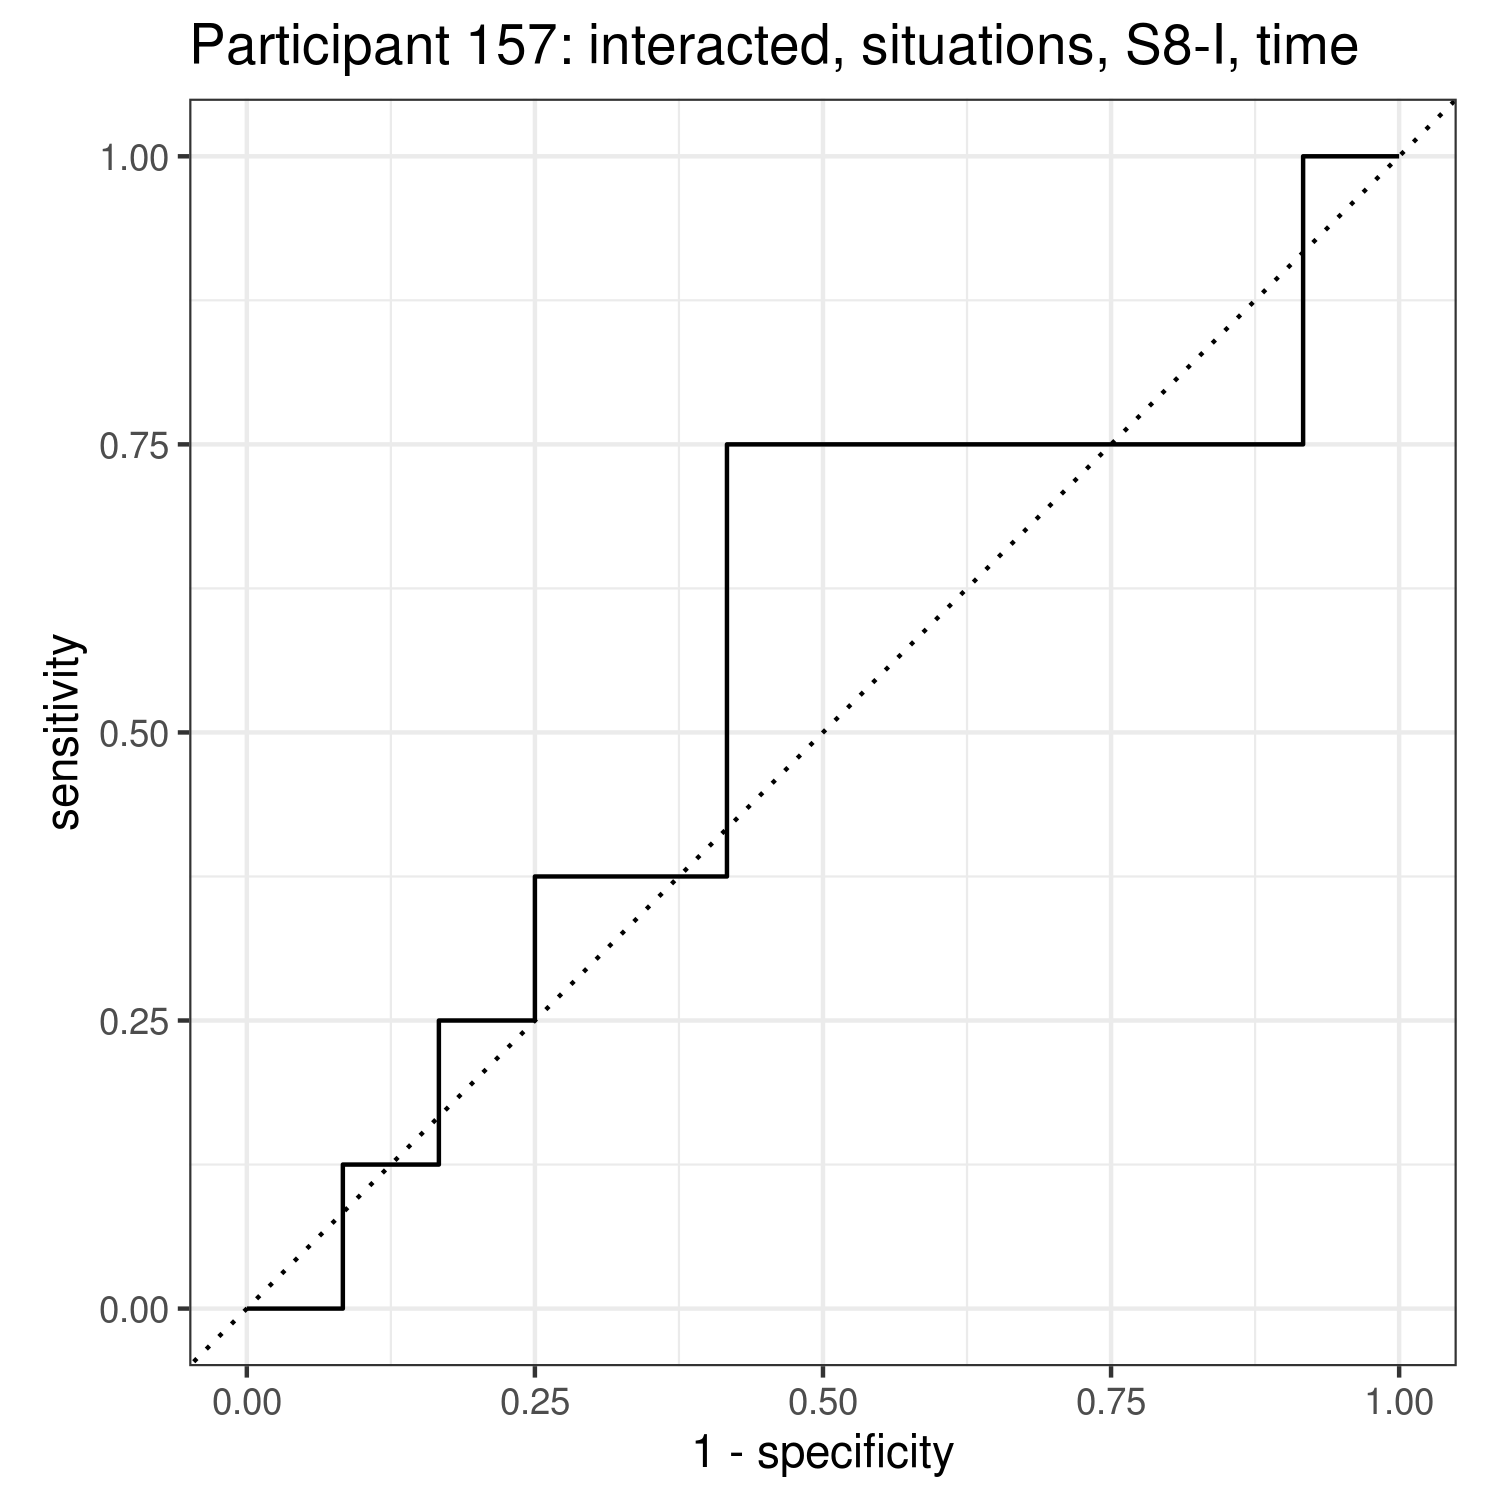 Participant 157: interacted, situations, S8-I, time
1.00
0.75
0.50
0.25
0.00
sensitivity
0.00 0.25 0.50 0.75 1.00
1 - specificity